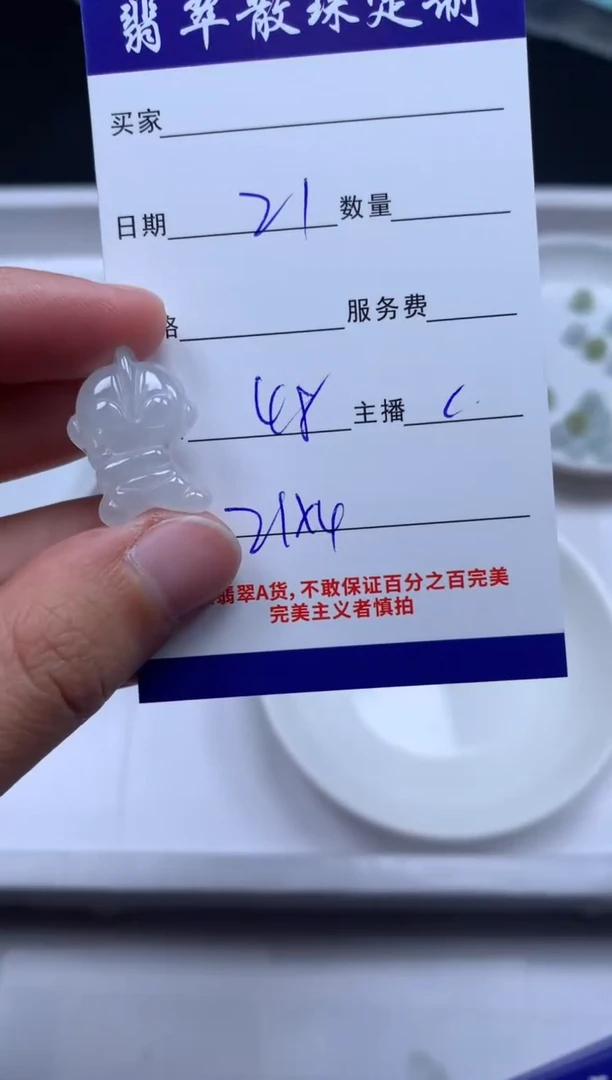 翡翠散珠定制
买家
日期 21 数量
格 服务费
48 主播
21X4
翡翠A货,不敢保证百分之百完美
完美主义者慎拍